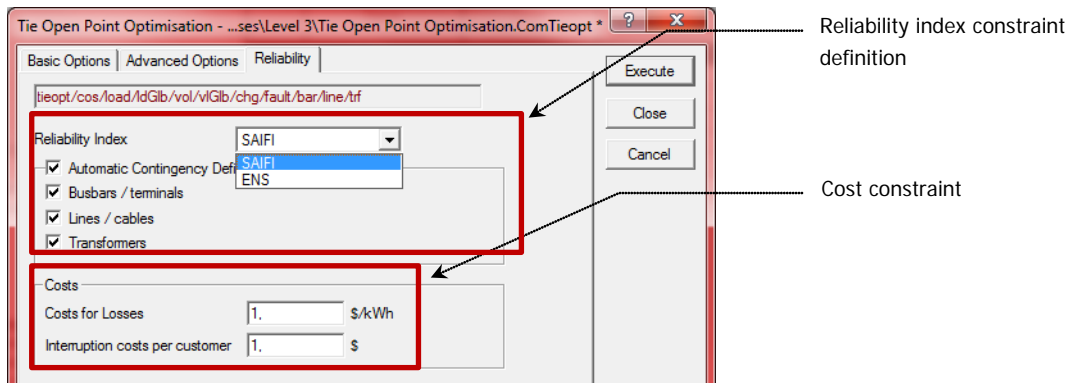 Tie Open Point Optimisation - ...ses\Level 3\Tie Open Point Optimisation.ComTieopt *
Basic Options Advanced Options Reliability
tieopt/cos/load/ldGlb/vol/vlGlb/chg/fault/bar/line/trf
Reliability Index SAIFI
SAIFI
ENS
Automatic Contingency Defi
Busbars / terminals
Lines / cables
Transformers
Costs
Costs for Losses 1, $/kWh
Interruption costs per customer 1, $
Execute
Close
Cancel
Reliability index constraint
definition
Cost constraint